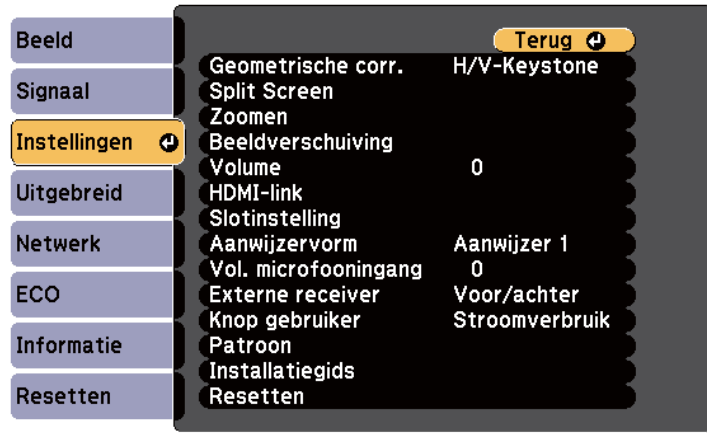 Beeld
Signaal
Instellingen
Uitgebreid
Netwerk
ECO
Informatie
Resetten
Terug
Geometrische corr. H/V-Keystone
Split Screen
Zoomen
Beeldverschuiving
Volume 0
HDMI-link
Slotinstelling
Aanwijzervorm Aanwijzer 1
Vol. microfooningang 0
Externe receiver Voor/achter
Knop gebruiker Stroomverbruik
Patroon
Installatiegids
Resetten